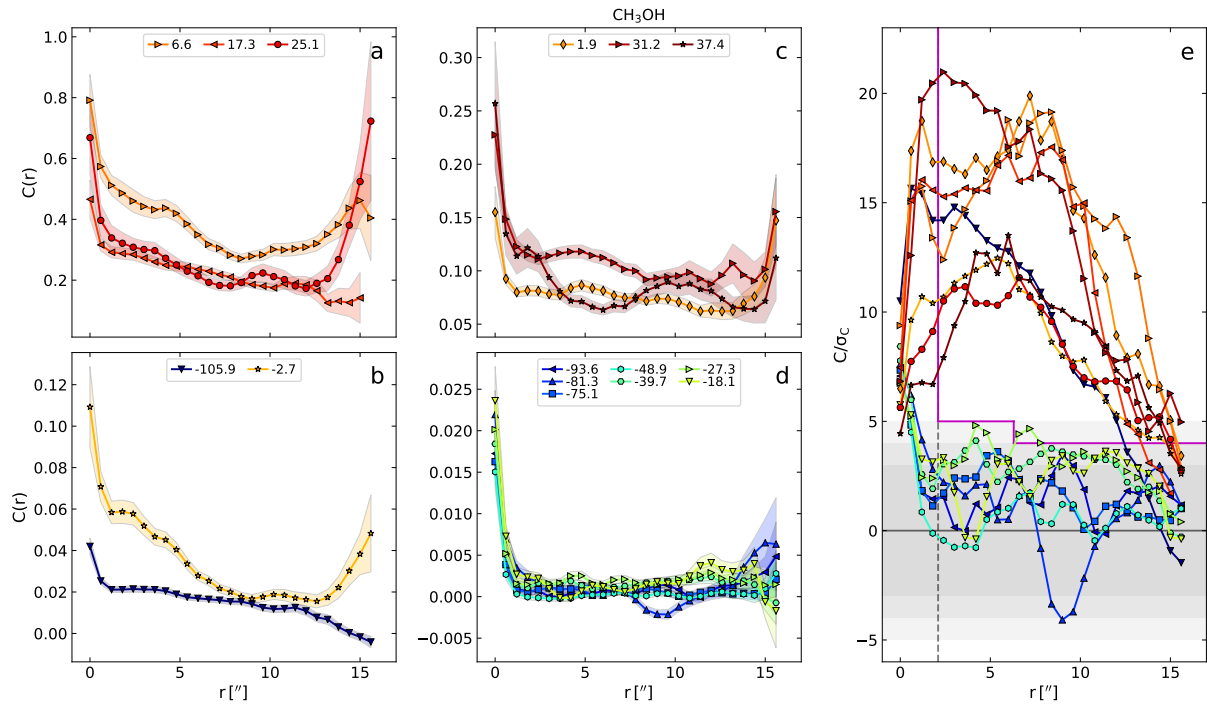 CH₃OH
6.6 17.3 25.1
a
1.0
0.8
0.6
0.4
0.2
C(r)
1.9 31.2 37.4
c
0.30
0.25
0.20
0.15
0.10
0.05
e
20
15
10
5
0
−5
C/σ_C
-105.9 -2.7
b
0.12
0.10
0.08
0.06
0.04
0.02
0.00
C(r)
-93.6 -48.9 -27.3
-81.3 -39.7 -18.1
-75.1
d
0.025
0.020
0.015
0.010
0.005
0.000
−0.005
0 5 10 15
r [′′]
0 5 10 15
r [′′]
0 5 10 15
r [′′]